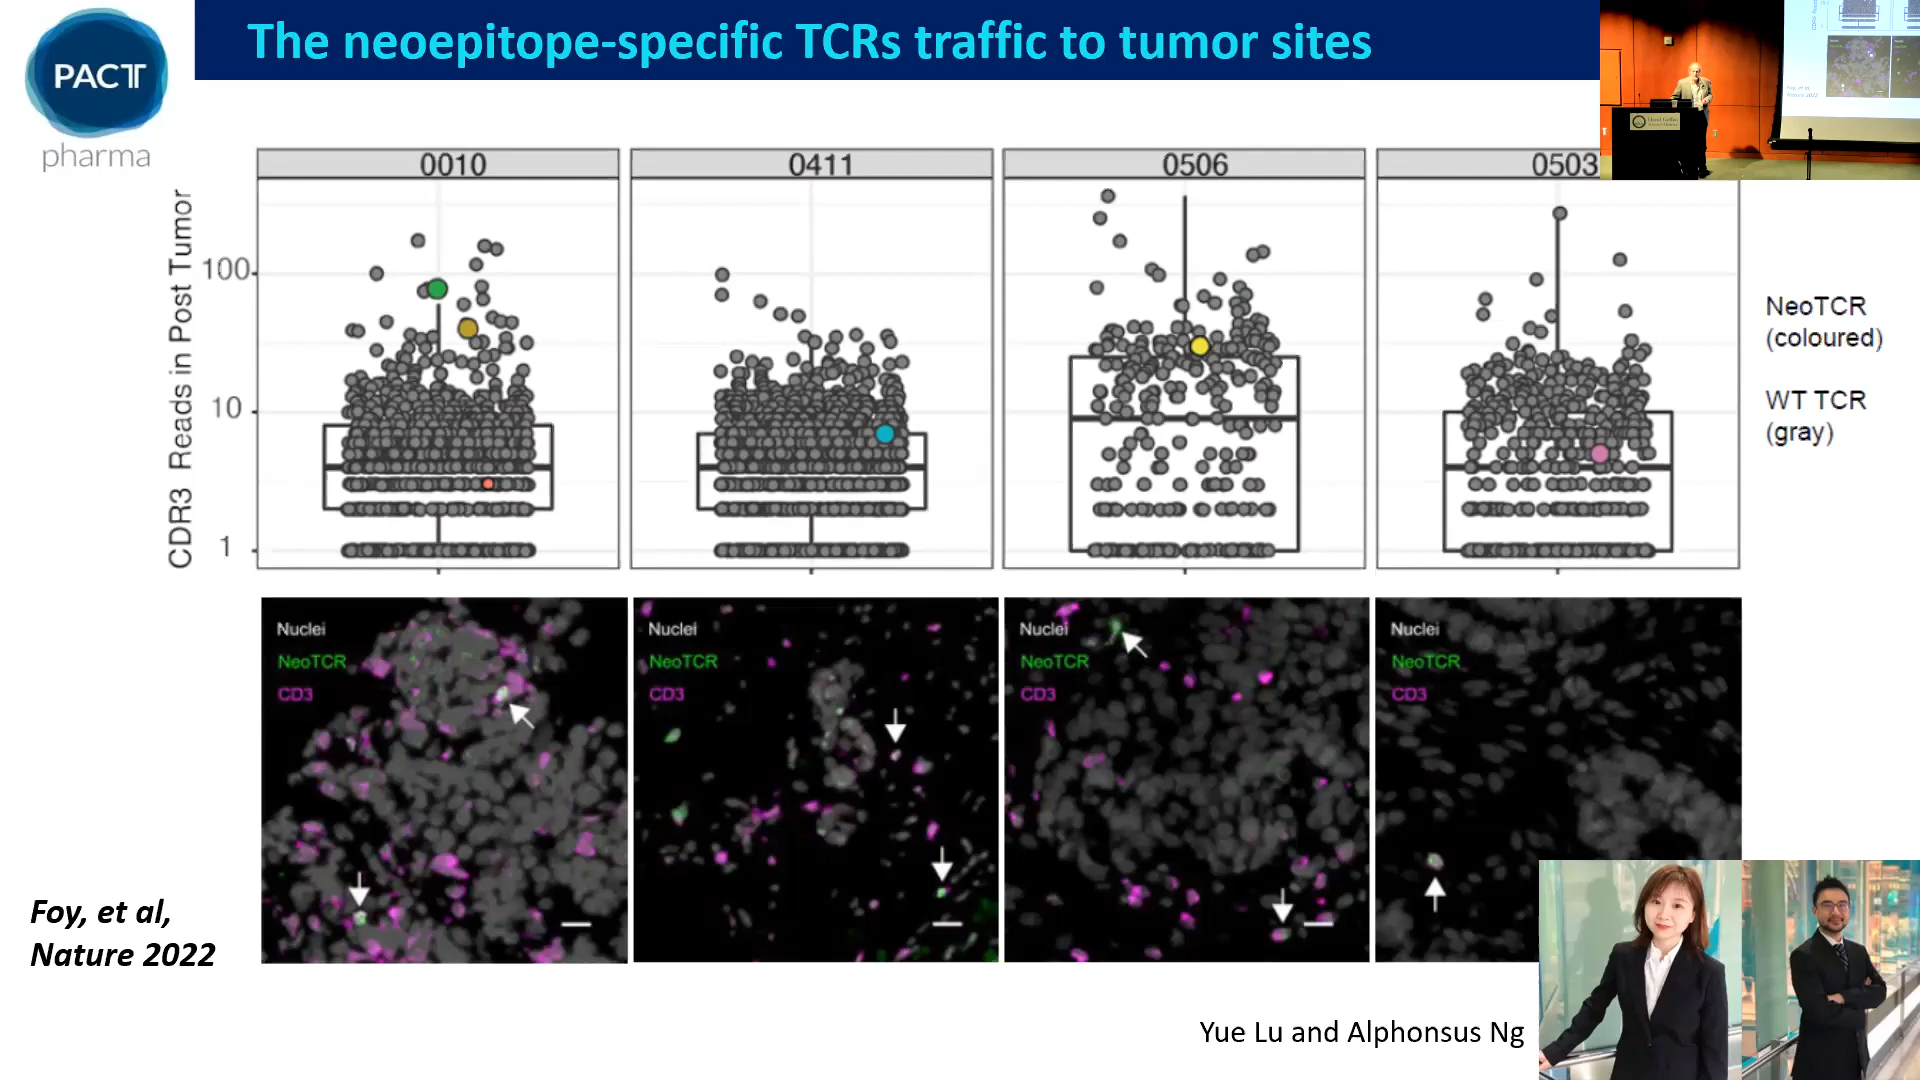 The neoepitope-specific TCRs traffic to tumor sites
PACT
pharma
CDR3 Reads in Post Tumor
100
10
1
0010
0411
0506
0503
NeoTCR
(coloured)
WT TCR
(gray)
Nuclei
NeoTCR
CD3
Nuclei
NeoTCR
CD3
Nuclei
NeoTCR
CD3
Nuclei
NeoTCR
CD3
Foy, et al,
Nature 2022
Yue Lu and Alphonsus Ng